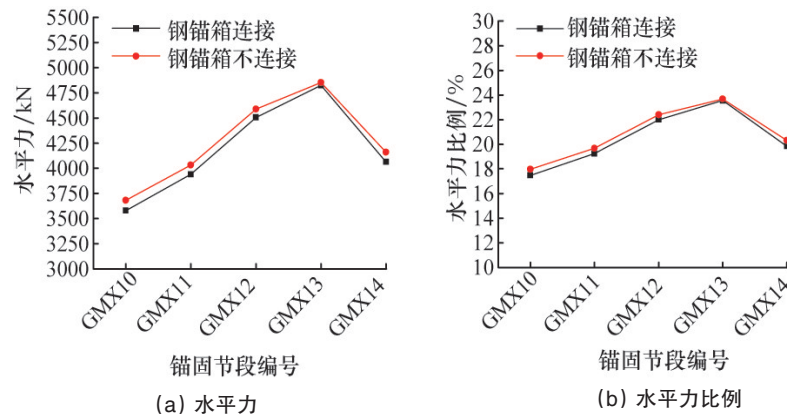 5500
5250
5000
4750
4500
4250
4000
3750
3500
3250
3000
水平力/kN
钢锚箱连接
钢锚箱不连接
GMX10
GMX11
GMX12
GMX13
GMX14
锚固节段编号
(a) 水平力
30
28
26
24
22
20
18
16
14
12
10
水平力比例/%
钢锚箱连接
钢锚箱不连接
GMX10
GMX11
GMX12
GMX13
GMX14
锚固节段编号
(b) 水平力比例